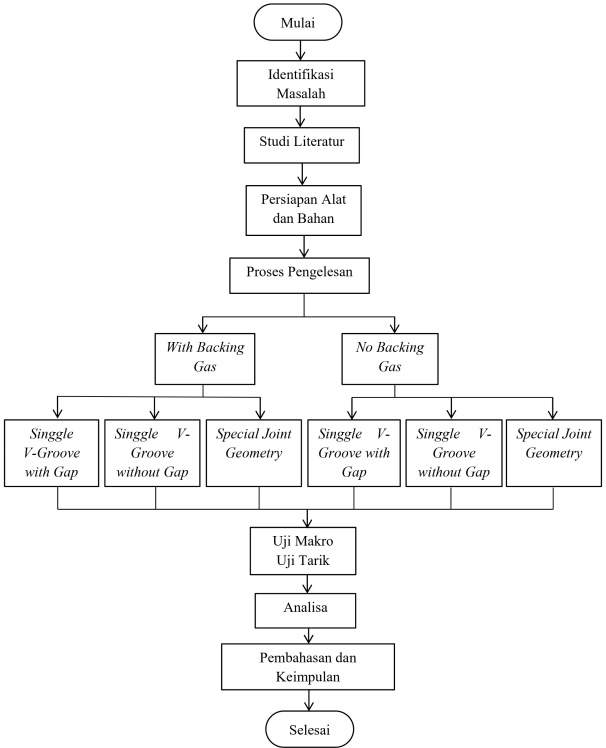 Mulai
Identifikasi
Masalah
Studi Literatur
Persiapan Alat
dan Bahan
Proses Pengelesan
With Backing
Gas
No Backing
Gas
Singgle
V-Groove
with Gap
Singgle V-
Groove
without Gap
Special Joint
Geometry
Singgle V-
Groove with
Gap
Singgle V-
Groove
without Gap
Special Joint
Geometry
Uji Makro
Uji Tarik
Analisa
Pembahasan dan
Keimpulan
Selesai